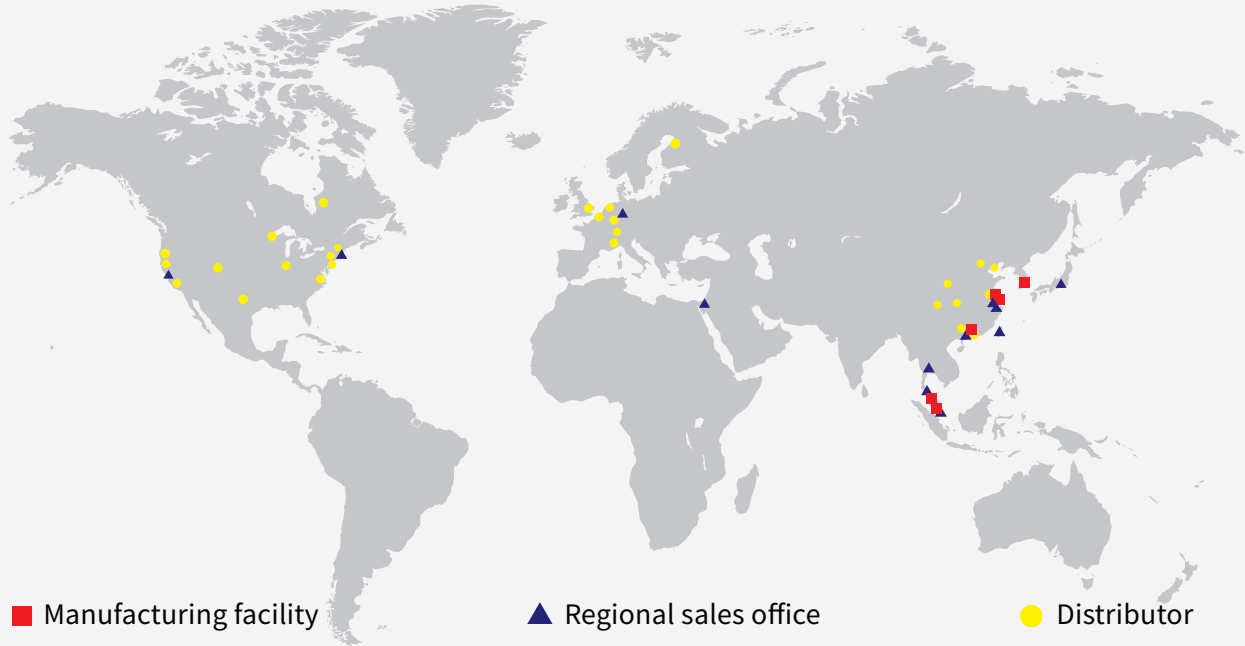 Manufacturing facility
Regional sales office
Distributor